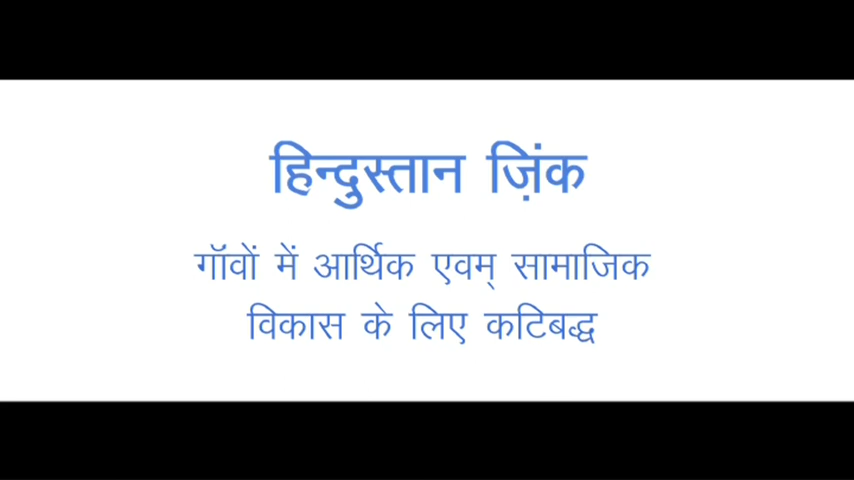 हिन्दुस्तान ज़िंक
गॉवों में आर्थिक एवम् सामाजिक
विकास के लिए कटिबद्ध